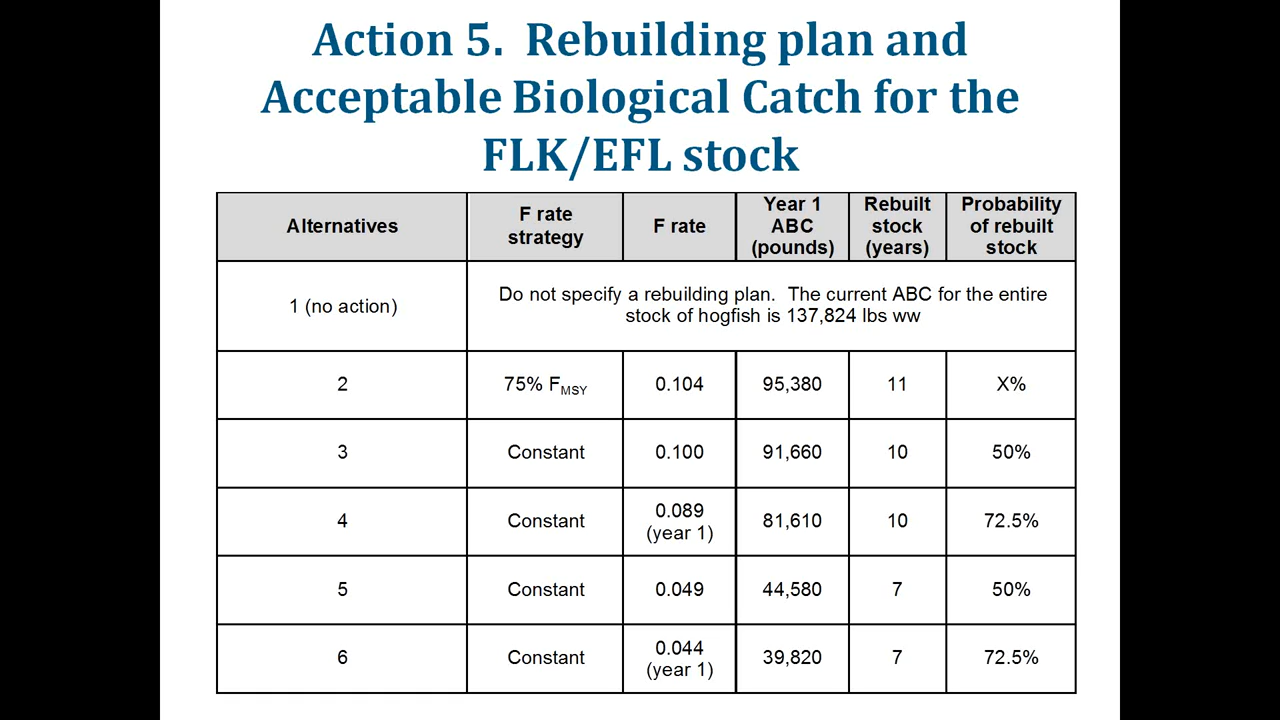 Action 5. Rebuilding plan and
Acceptable Biological Catch for the
FLK/EFL stock
Alternatives
F rate
strategy
F rate
Year 1
ABC
(pounds)
Rebuilt
stock
(years)
Probability
of rebuilt
stock
1 (no action)
Do not specify a rebuilding plan. The current ABC for the entire
stock of hogfish is 137,824 lbs ww
2
75% FMSY
0.104
95,380
11
X%
3
Constant
0.100
91,660
10
50%
4
Constant
0.089
(year 1)
81,610
10
72.5%
5
Constant
0.049
44,580
7
50%
6
Constant
0.044
(year 1)
39,820
7
72.5%